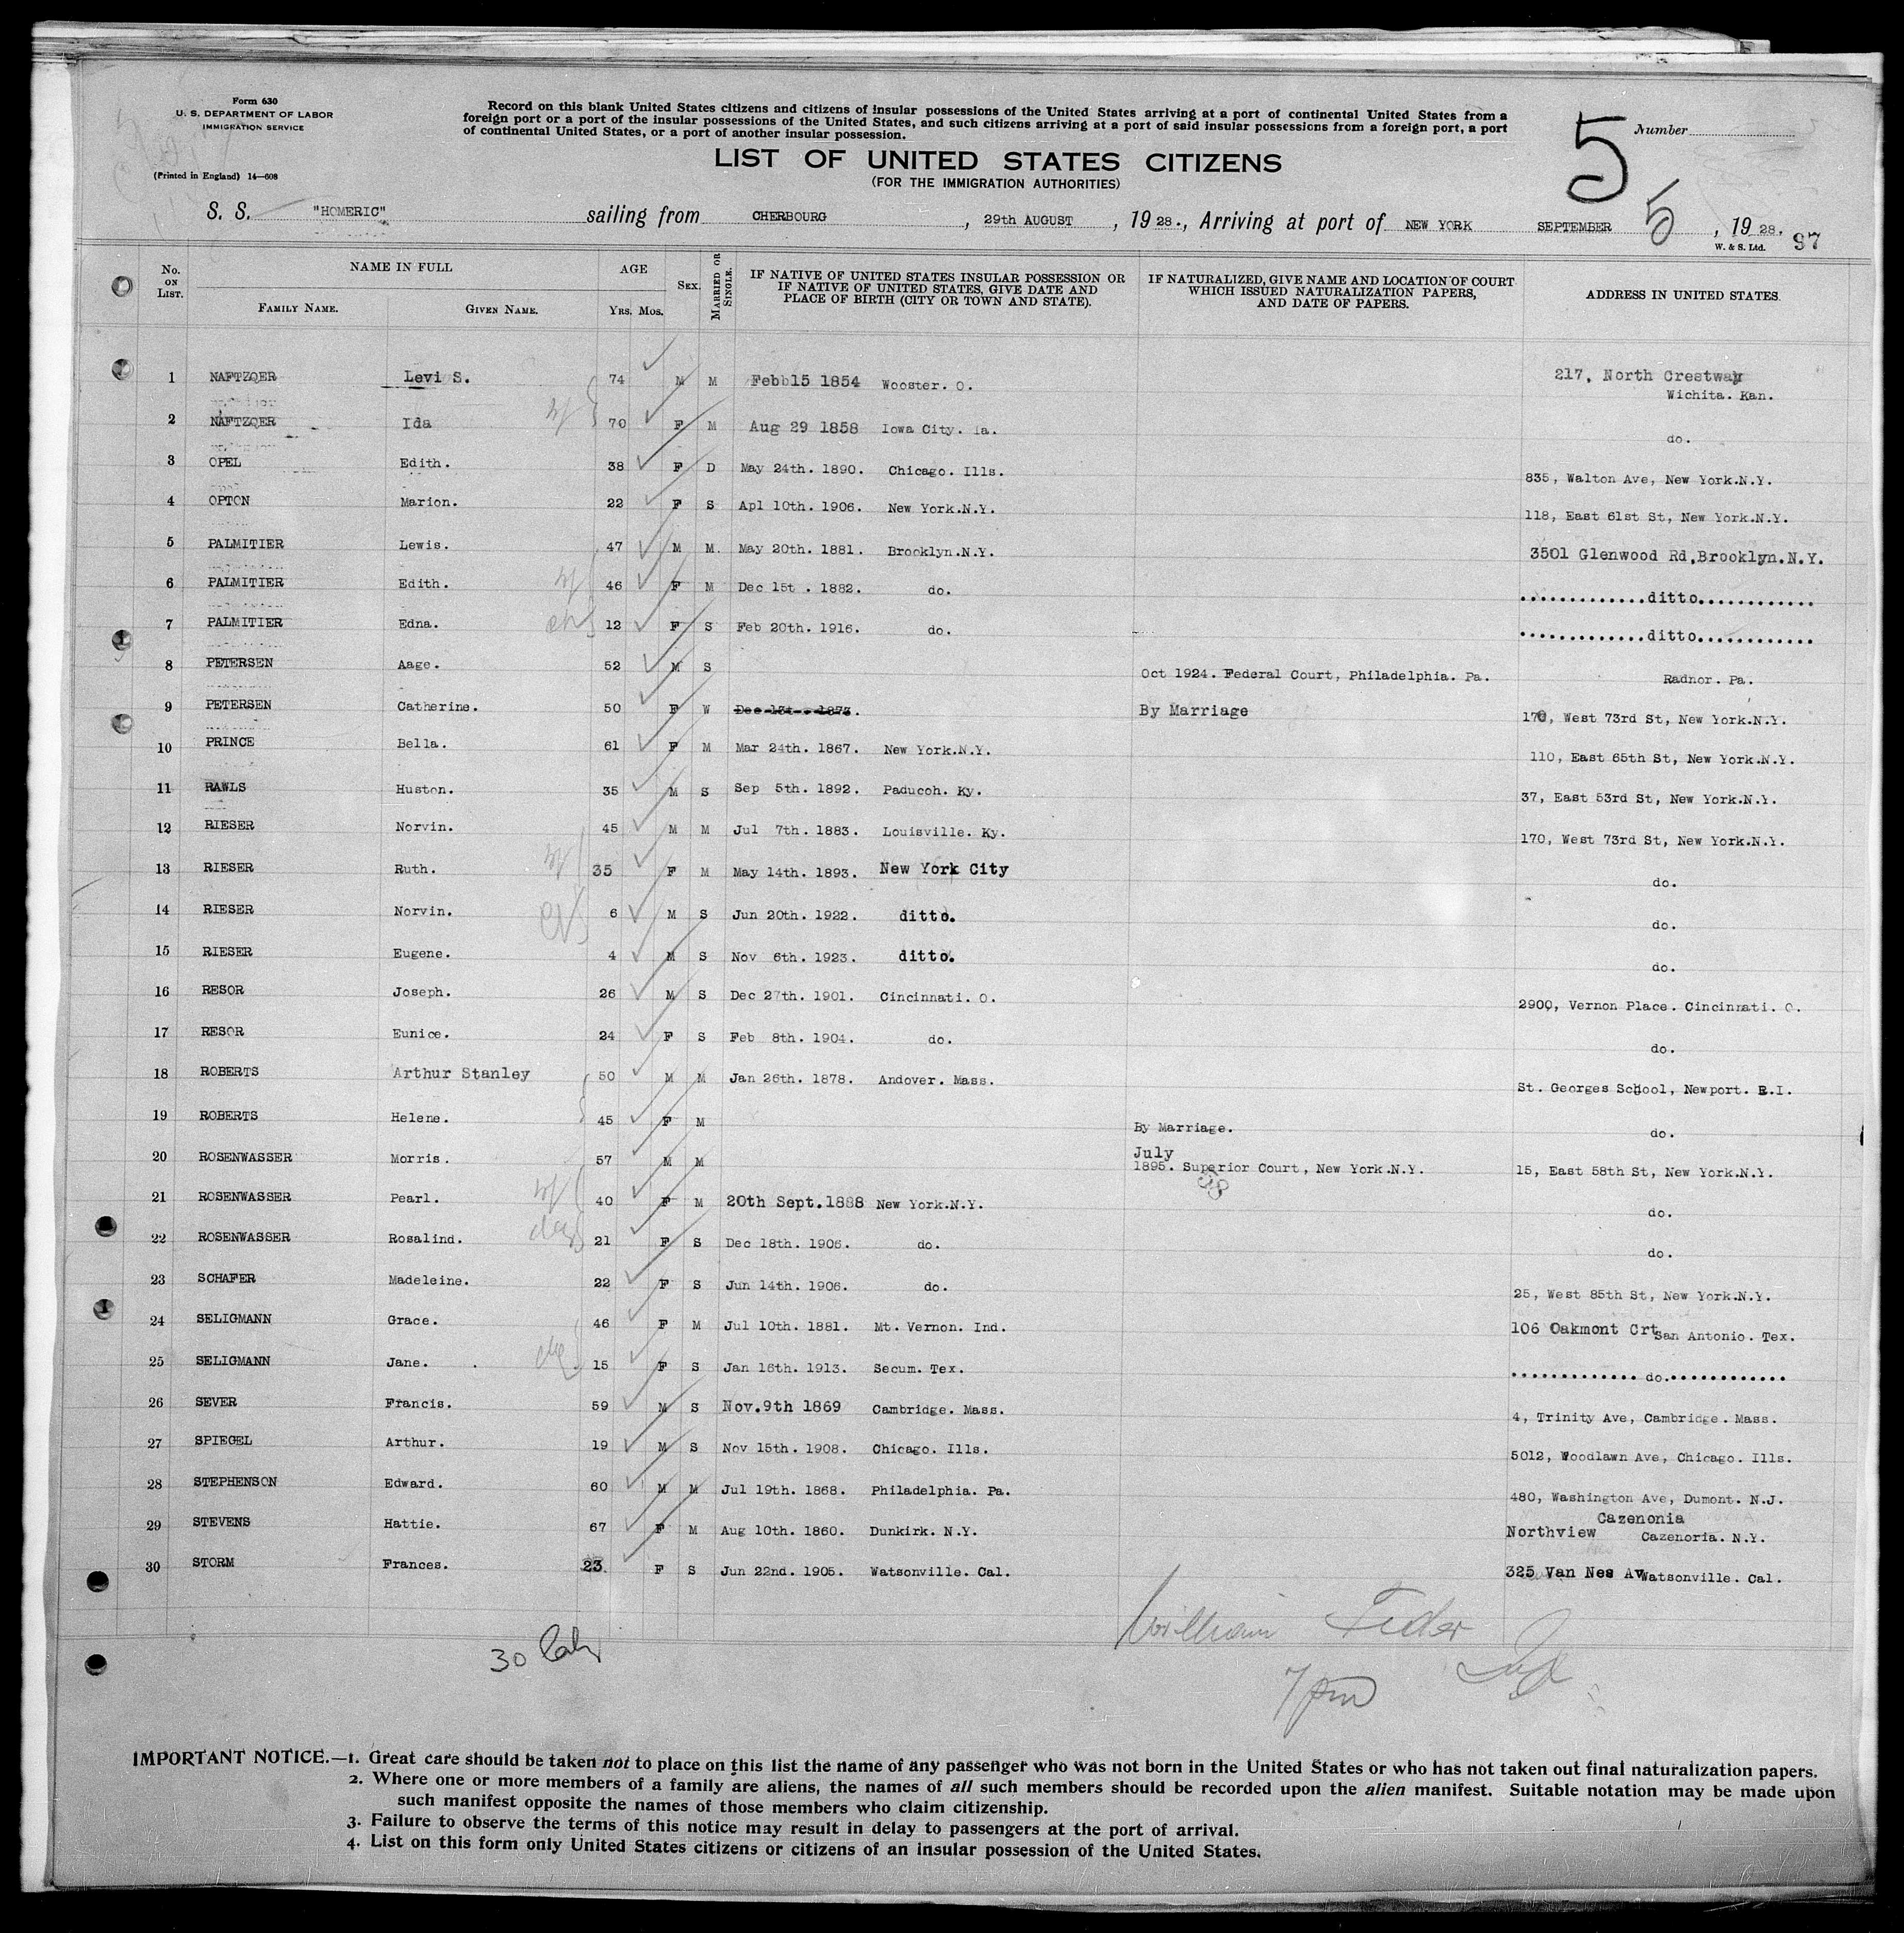 Form 630
U. S. DEPARTMENT OF LABOR
IMMIGRATION SERVICE
(Printed in England) 14—608
Record on this blank United States citizens and citizens of insular possessions of the United States arriving at a port of continental United States from a
foreign port or a port of the insular possessions of the United States, and such citizens arriving at a port of said insular possessions from a foreign port, a port
of continental United States, or a port of another insular possession.
5
Number
LIST OF UNITED STATES CITIZENS
(FOR THE IMMIGRATION AUTHORITIES)
S. S. "HOMERIC" sailing from CHERBOURG, 29th AUGUST, 1928., Arriving at port of NEW YORK SEPTEMBER 5, 1928.
W. & S. Ltd. 97
No. ON LIST. NAME IN FULL FAMILY NAME. GIVEN NAME. AGE YRS. MOS. SEX. MARRIED OR SINGLE. IF NATIVE OF UNITED STATES INSULAR POSSESSION OR IF NATIVE OF UNITED STATES, GIVE DATE AND PLACE OF BIRTH (CITY OR TOWN AND STATE). IF NATURALIZED, GIVE NAME AND LOCATION OF COURT WHICH ISSUED NATURALIZATION PAPERS, AND DATE OF PAPERS. ADDRESS IN UNITED STATES.
1 NAFTZGER Levi S. 74 M M Febb15 1854 Wooster. O. 217, North Crestway Wichita. Kan.
2 NAFTZGER Ida 70 F M Aug 29 1858 Iowa City. Ia. do.
3 OPEL Edith. 38 F D May 24th. 1890. Chicago. Ills. 835, Walton Ave, New York.N.Y.
4 OPTON Marion. 22 F S Apl 10th. 1906. New York.N.Y. 118, East 61st St, New York.N.Y.
5 PALMITIER Lewis. 47 M M. May 20th. 1881. Brooklyn.N.Y. 3501 Glenwood Rd,Brooklyn.N.Y.
6 PALMITIER Edith. 46 F M Dec 15t . 1882. do. .............ditto............
7 PALMITIER Edna. 12 F S Feb 20th. 1916. do. .............ditto............
8 PETERSEN Aage. 52 M S Oct 1924. Federal Court, Philadelphia. Pa. Radnor. Pa.
9 PETERSEN Catherine. 50 F W Dec 13t . 1873. By Marriage 170, West 73rd St, New York.N.Y.
10 PRINCE Bella. 61 F M Mar 24th. 1867. New York.N.Y. 110, East 65th St, New York.N.Y.
11 RAWLS Huston. 35 M S Sep 5th. 1892. Paducoh. Ky. 37, East 53rd St, New York.N.Y.
12 RIESER Norvin. 45 M M Jul 7th. 1883. Louisville. Ky. 170, West 73rd St, New York.N.Y.
13 RIESER Ruth. 35 F M May 14th. 1893. New York City do.
14 RIESER Norvin. 6 M S Jun 20th. 1922. ditto. do.
15 RIESER Eugene. 4 M S Nov 6th. 1923. ditto. do.
16 RESOR Joseph. 26 M S Dec 27th. 1901. Cincinnati. O. 2900, Vernon Place. Cincinnati. O.
17 RESOR Eunice. 24 F S Feb 8th. 1904. do. do.
18 ROBERTS Arthur Stanley 50 M M Jan 26th. 1878. Andover. Mass. St. Georges School, Newport. R.I.
19 ROBERTS Helene. 45 F M By Marriage. do.
20 ROSENWASSER Morris. 57 M M July 1895. Superior Court, New York.N.Y. 15, East 58th St, New York.N.Y.
21 ROSENWASSER Pearl. 40 F M 20th Sept.1888 New York.N.Y. do.
22 ROSENWASSER Rosalind. 21 F S Dec 18th. 1906. do. do.
23 SCHAFER Madeleine. 22 F S Jun 14th. 1906. do. 25, West 85th St, New York.N.Y.
24 SELIGMANN Grace. 46 F M Jul 10th. 1881. Mt. Vernon. Ind. 106 Oakmont Crt San Antonio. Tex.
25 SELIGMANN Jane. 15 F S Jan 16th. 1913. Secum. Tex. ............. do.............
26 SEVER Francis. 59 M S Nov.9th 1869 Cambridge. Mass. 4, Trinity Ave, Cambridge. Mass.
27 SPIEGEL Arthur. 19 M S Nov 15th. 1908. Chicago. Ills. 5012, Woodlawn Ave, Chicago. Ills.
28 STEPHENSON Edward. 60 M M Jul 19th. 1868. Philadelphia. Pa. 480, Washington Ave, Dumont. N.J.
29 STEVENS Hattie. 67 F M Aug 10th. 1860. Dunkirk. N.Y. Northview Cazenonia Cazenoria. N.Y.
30 STORM Frances. 23 F S Jun 22nd. 1905. Watsonville. Cal. 325 Van Nes Av Watsonville. Cal.
30
William
7 pm
IMPORTANT NOTICE.—1. Great care should be taken not to place on this list the name of any passenger who was not born in the United States or who has not taken out final naturalization papers.
2. Where one or more members of a family are aliens, the names of all such members should be recorded upon the alien manifest. Suitable notation may be made upon
such manifest opposite the names of those members who claim citizenship.
3. Failure to observe the terms of this notice may result in delay to passengers at the port of arrival.
4. List on this form only United States citizens or citizens of an insular possession of the United States.